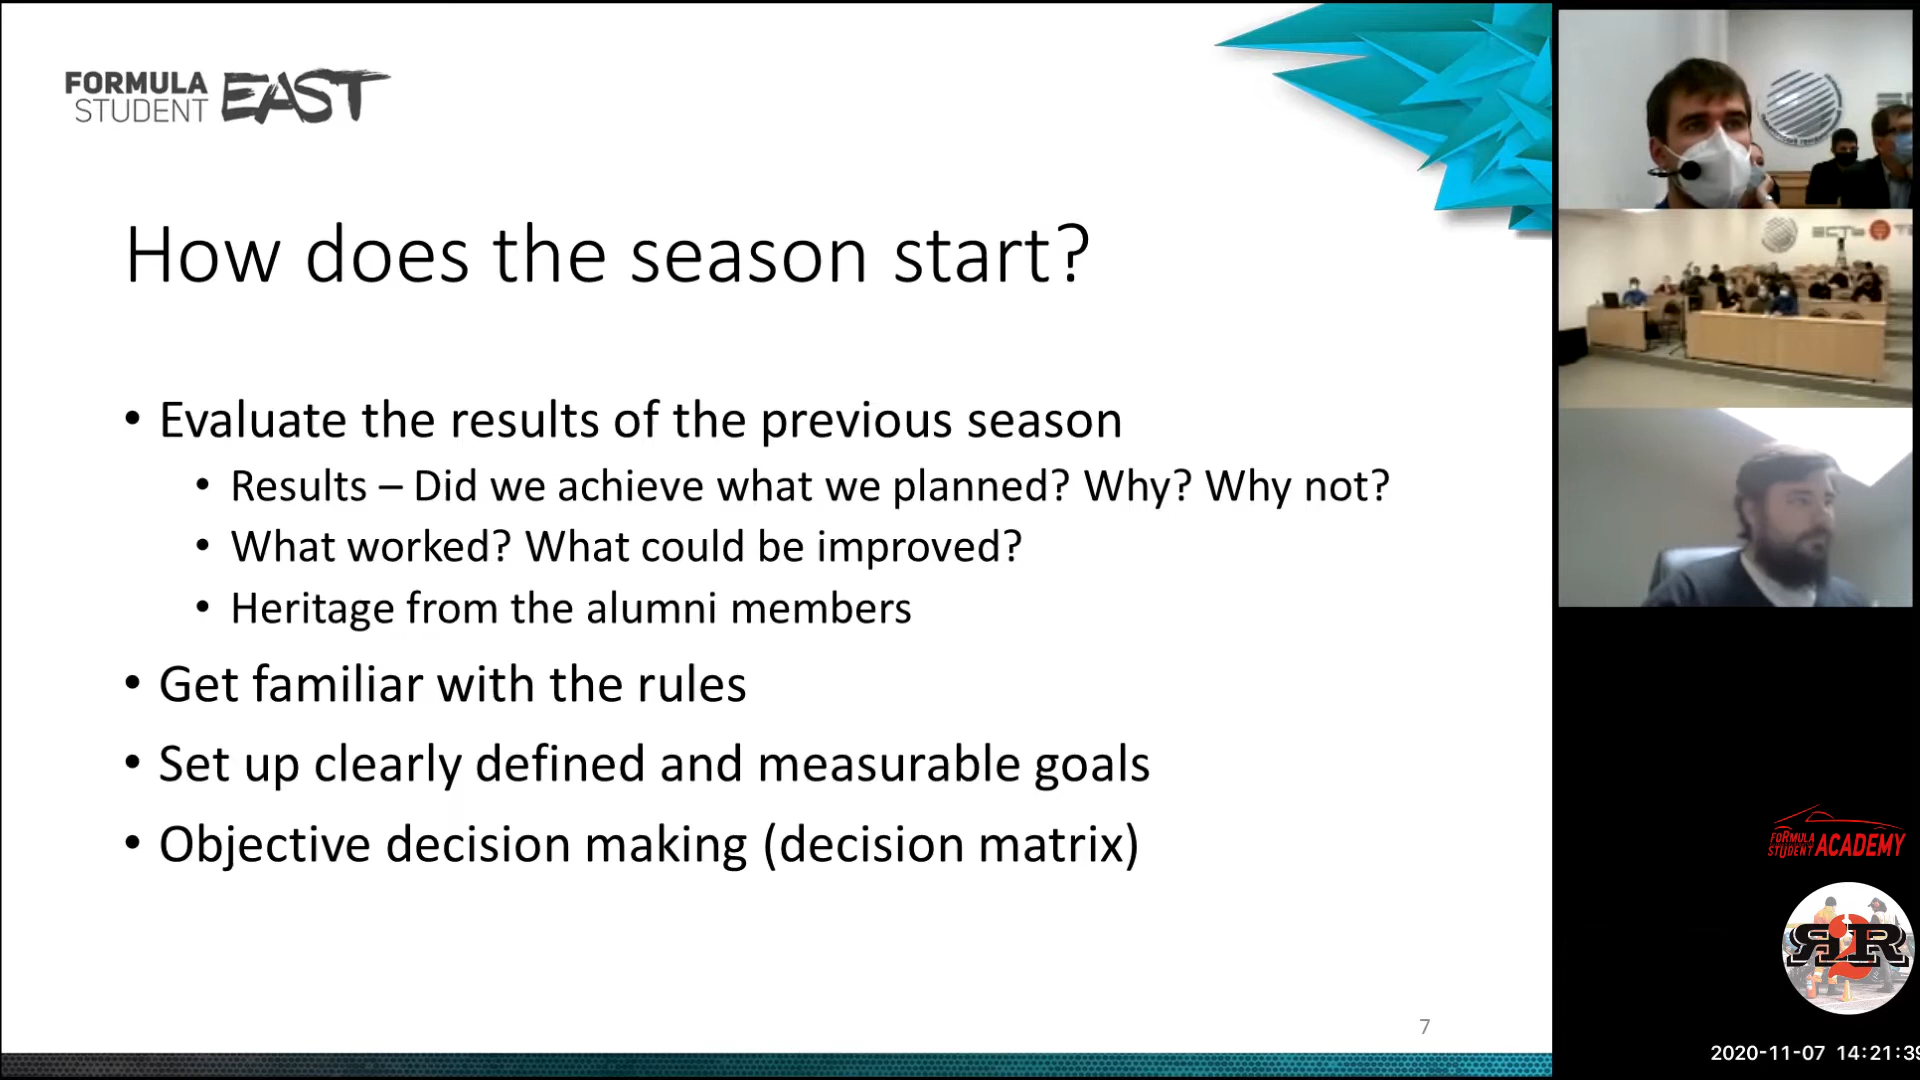 FORMULA
STUDENT EAST
How does the season start?
• Evaluate the results of the previous season
• Results – Did we achieve what we planned? Why? Why not?
• What worked? What could be improved?
• Heritage from the alumni members
• Get familiar with the rules
• Set up clearly defined and measurable goals
• Objective decision making (decision matrix)
7
ЕСТЬ
FORMULA
STUDENT ACADEMY
2020-11-07 14:21:39